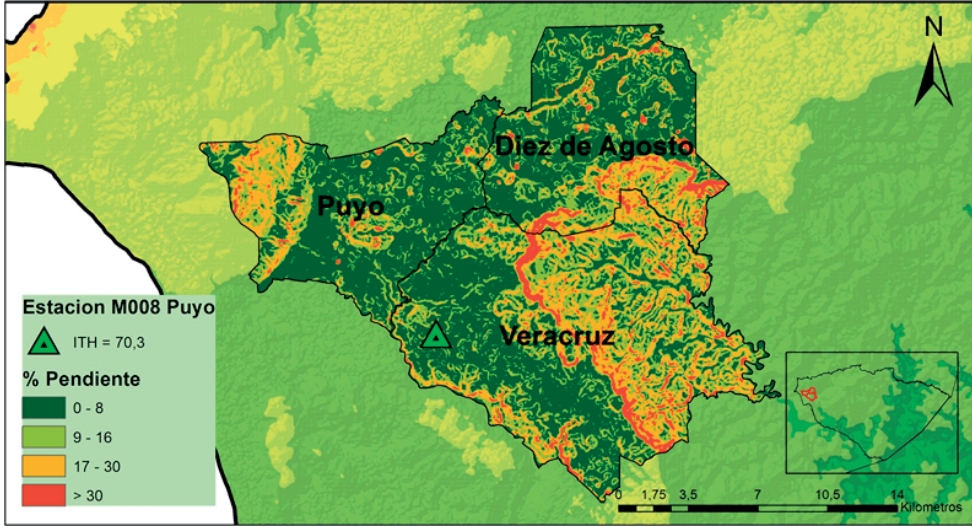 N
Diez de Agosto
Puyo
Veracruz
Estacion M008 Puyo
ITH = 70,3
% Pendiente
0 - 8
9 - 16
17 - 30
> 30
0 1,75 3,5 7 10,5 14
Kilometros